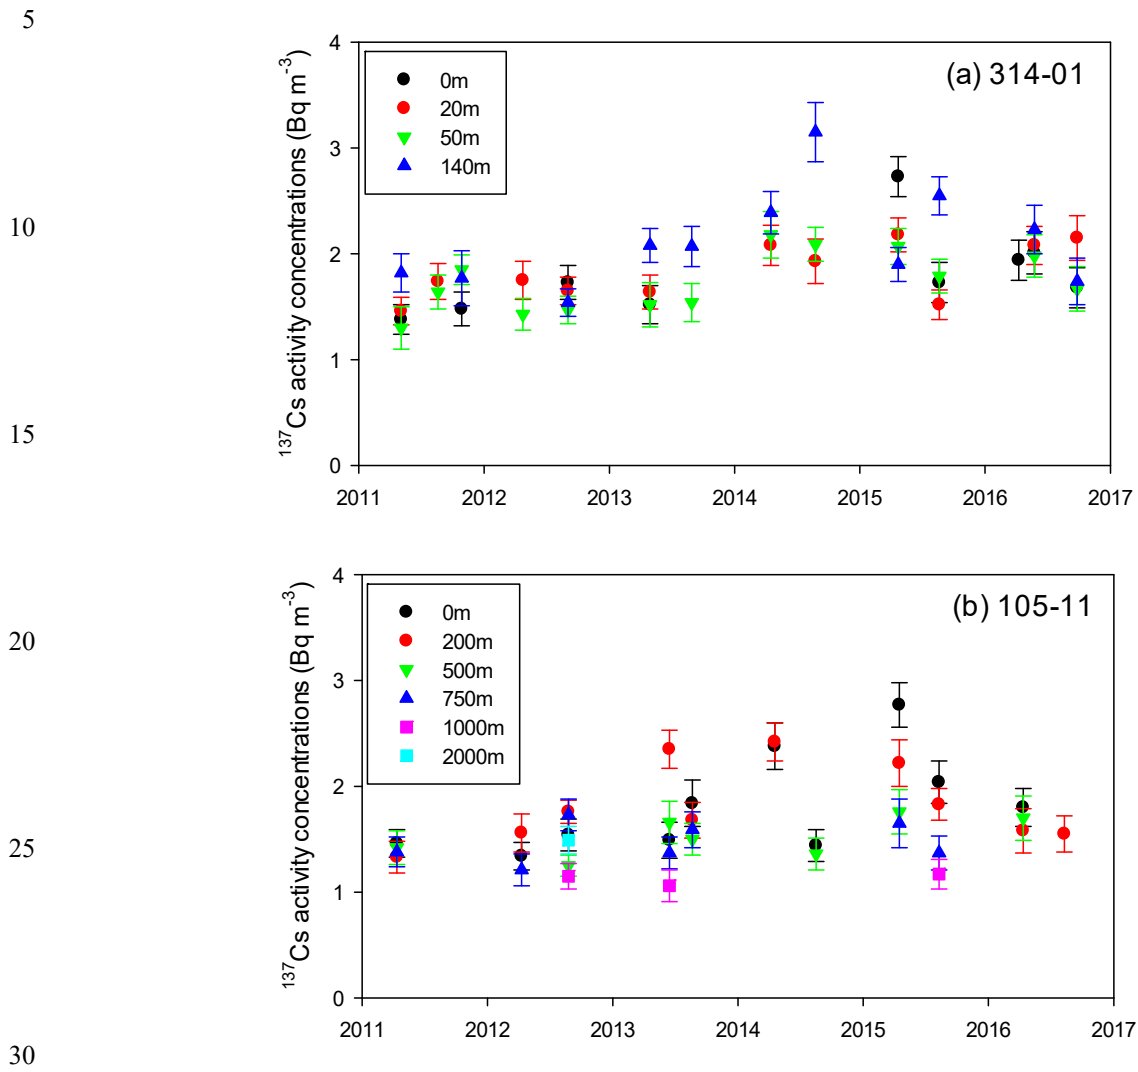 5
4
(a) 314-01
0m
20m
50m
140m
3
10
2
1
15
0
2011 2012 2013 2014 2015 2016 2017
¹³⁷Cs activity concentrations (Bq m⁻³)
4
(b) 105-11
0m
20
200m
500m
3
750m
1000m
2000m
2
25
1
0
2011 2012 2013 2014 2015 2016 2017
¹³⁷Cs activity concentrations (Bq m⁻³)
30